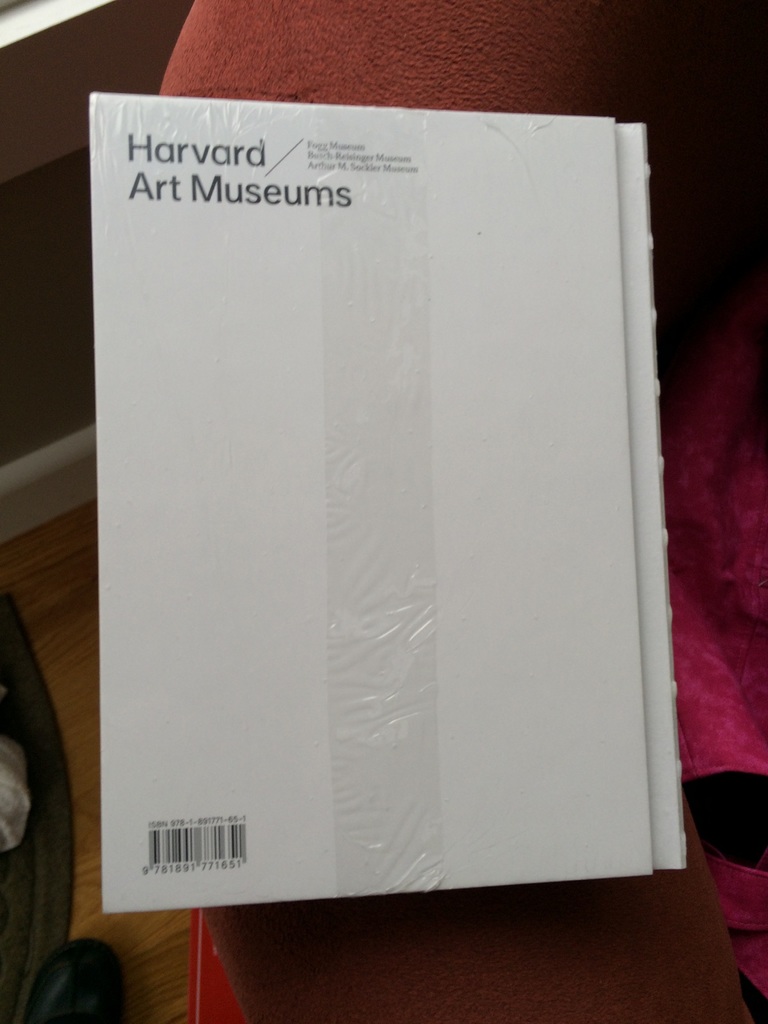 Harvard
Art Museums
Fogg Museum
Busch-Reisinger Museum
Arthur M. Sackler Museum
ISBN 978-1-891771-65-1
9 781891 771651